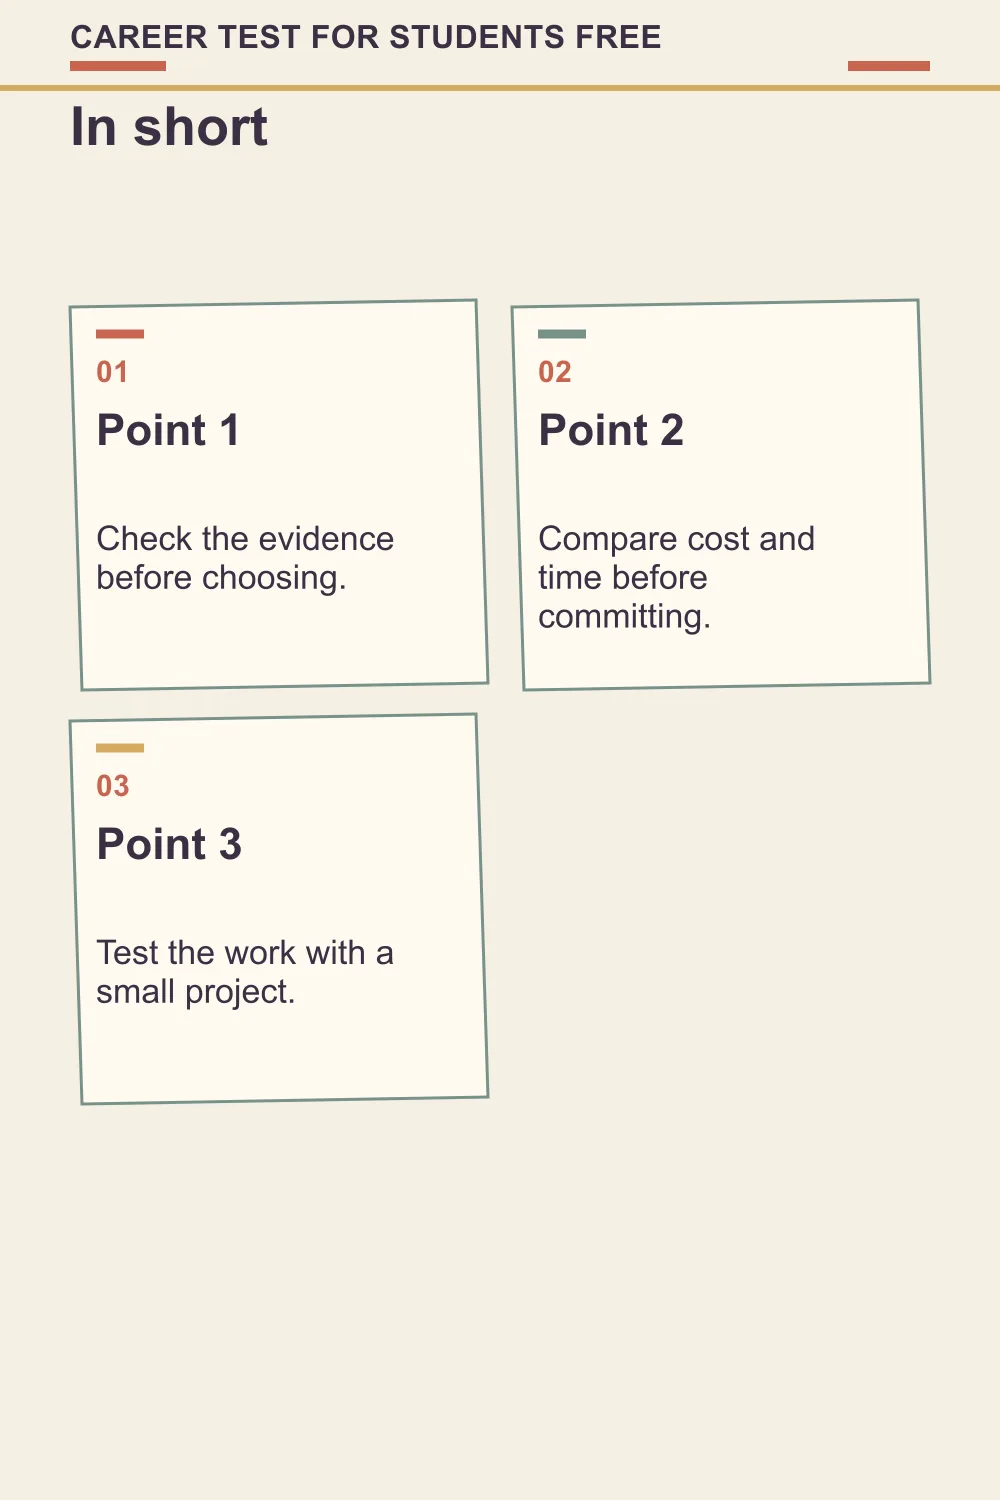 CAREER TEST FOR STUDENTS FREE
In short
01
Point 1
Check the evidence
before choosing.
02
Point 2
Compare cost and
time before
committing.
03
Point 3
Test the work with a
small project.